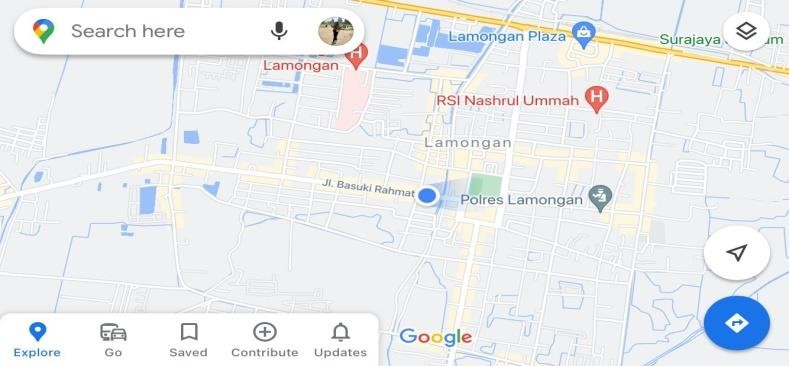 Search here
Lamongan Plaza
Surajaya
Lamongan
RSI Nashrul Ummah
Lamongan
Jl. Basuki Rahmat
Polres Lamongan
Google
Explore
Go
Saved
Contribute
Updates